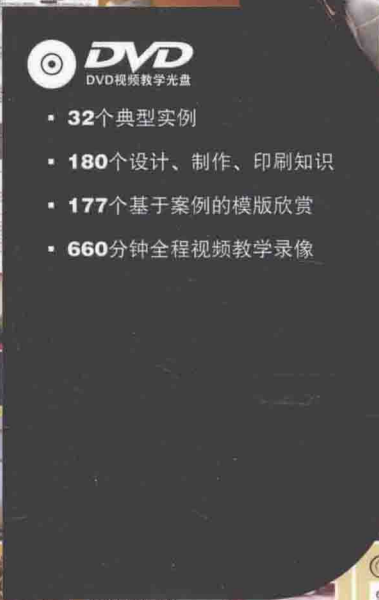 DVD
DVD视频教学光盘
▪ 32个典型实例
▪ 180个设计、制作、印刷知识
▪ 177个基于案例的模版欣赏
▪ 660分钟全程视频教学录像